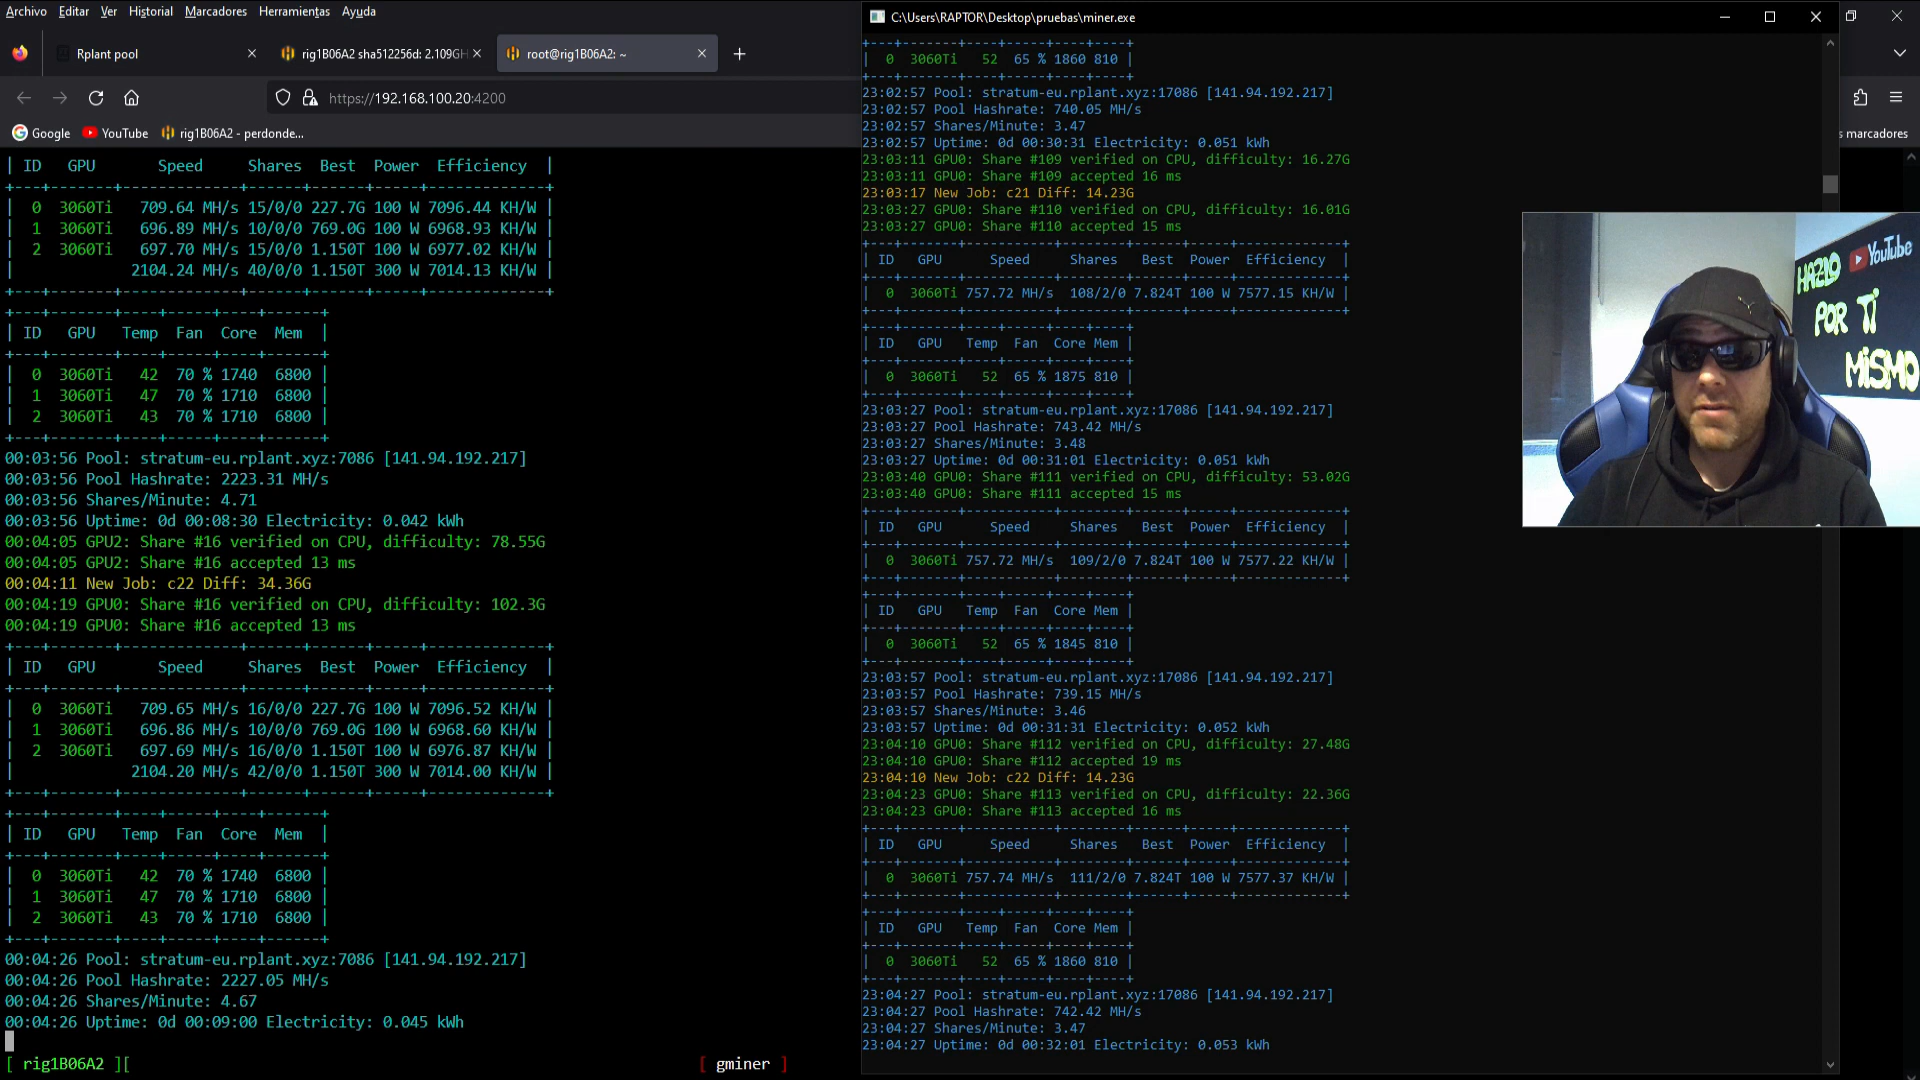 Archivo Editar Ver Historial Marcadores Herramientas Ayuda
Rplant pool
rig1B06A2 sha512256d: 2.109GH
root@rig1B06A2: ~
https://192.168.100.20:4200
Google YouTube rig1B06A2 - perdonde...
| ID GPU Speed Shares Best Power Efficiency |
| 0 3060Ti 709.64 MH/s 15/0/0 227.7G 100 W 7096.44 KH/W |
| 1 3060Ti 696.89 MH/s 10/0/0 769.0G 100 W 6968.93 KH/W |
| 2 3060Ti 697.70 MH/s 15/0/0 1.150T 100 W 6977.02 KH/W |
| 2104.24 MH/s 40/0/0 1.150T 300 W 7014.13 KH/W |
| ID GPU Temp Fan Core Mem |
| 0 3060Ti 42 70 % 1740 6800 |
| 1 3060Ti 47 70 % 1710 6800 |
| 2 3060Ti 43 70 % 1710 6800 |
00:03:56 Pool: stratum-eu.rplant.xyz:7086 [141.94.192.217]
00:03:56 Pool Hashrate: 2223.31 MH/s
00:03:56 Shares/Minute: 4.71
00:03:56 Uptime: 0d 00:08:30 Electricity: 0.042 kWh
00:04:05 GPU2: Share #16 verified on CPU, difficulty: 78.55G
00:04:05 GPU2: Share #16 accepted 13 ms
00:04:11 New Job: c22 Diff: 34.36G
00:04:19 GPU0: Share #16 verified on CPU, difficulty: 102.3G
00:04:19 GPU0: Share #16 accepted 13 ms
| ID GPU Speed Shares Best Power Efficiency |
| 0 3060Ti 709.65 MH/s 16/0/0 227.7G 100 W 7096.52 KH/W |
| 1 3060Ti 696.86 MH/s 10/0/0 769.0G 100 W 6968.60 KH/W |
| 2 3060Ti 697.69 MH/s 16/0/0 1.150T 100 W 6976.87 KH/W |
| 2104.20 MH/s 42/0/0 1.150T 300 W 7014.00 KH/W |
| ID GPU Temp Fan Core Mem |
| 0 3060Ti 42 70 % 1740 6800 |
| 1 3060Ti 47 70 % 1710 6800 |
| 2 3060Ti 43 70 % 1710 6800 |
00:04:26 Pool: stratum-eu.rplant.xyz:7086 [141.94.192.217]
00:04:26 Pool Hashrate: 2227.05 MH/s
00:04:26 Shares/Minute: 4.67
00:04:26 Uptime: 0d 00:09:00 Electricity: 0.045 kWh
[ rig1B06A2 ][ [ gminer ]
C:\Users\RAPTOR\Desktop\pruebas\miner.exe
| 0 3060Ti 52 65 % 1860 810 |
23:02:57 Pool: stratum-eu.rplant.xyz:17086 [141.94.192.217]
23:02:57 Pool Hashrate: 740.05 MH/s
23:02:57 Shares/Minute: 3.47
23:02:57 Uptime: 0d 00:30:31 Electricity: 0.051 kWh
23:03:11 GPU0: Share #109 verified on CPU, difficulty: 16.27G
23:03:11 GPU0: Share #109 accepted 16 ms
23:03:17 New Job: c21 Diff: 14.23G
23:03:27 GPU0: Share #110 verified on CPU, difficulty: 16.01G
23:03:27 GPU0: Share #110 accepted 15 ms
| ID GPU Speed Shares Best Power Efficiency |
| 0 3060Ti 757.72 MH/s 108/2/0 7.824T 100 W 7577.15 KH/W |
| ID GPU Temp Fan Core Mem |
| 0 3060Ti 52 65 % 1875 810 |
23:03:27 Pool: stratum-eu.rplant.xyz:17086 [141.94.192.217]
23:03:27 Pool Hashrate: 743.42 MH/s
23:03:27 Shares/Minute: 3.48
23:03:27 Uptime: 0d 00:31:01 Electricity: 0.051 kWh
23:03:40 GPU0: Share #111 verified on CPU, difficulty: 53.02G
23:03:40 GPU0: Share #111 accepted 15 ms
| ID GPU Speed Shares Best Power Efficiency |
| 0 3060Ti 757.72 MH/s 109/2/0 7.824T 100 W 7577.22 KH/W |
| ID GPU Temp Fan Core Mem |
| 0 3060Ti 52 65 % 1845 810 |
23:03:57 Pool: stratum-eu.rplant.xyz:17086 [141.94.192.217]
23:03:57 Pool Hashrate: 739.15 MH/s
23:03:57 Shares/Minute: 3.46
23:03:57 Uptime: 0d 00:31:31 Electricity: 0.052 kWh
23:04:10 GPU0: Share #112 verified on CPU, difficulty: 27.48G
23:04:10 GPU0: Share #112 accepted 19 ms
23:04:10 New Job: c22 Diff: 14.23G
23:04:23 GPU0: Share #113 verified on CPU, difficulty: 22.36G
23:04:23 GPU0: Share #113 accepted 16 ms
| ID GPU Speed Shares Best Power Efficiency |
| 0 3060Ti 757.74 MH/s 111/2/0 7.824T 100 W 7577.37 KH/W |
| ID GPU Temp Fan Core Mem |
| 0 3060Ti 52 65 % 1860 810 |
23:04:27 Pool: stratum-eu.rplant.xyz:17086 [141.94.192.217]
23:04:27 Pool Hashrate: 742.42 MH/s
23:04:27 Shares/Minute: 3.47
23:04:27 Uptime: 0d 00:32:01 Electricity: 0.053 kWh
s marcadores
YouTube
HAZLO
POR TI
MiSMO